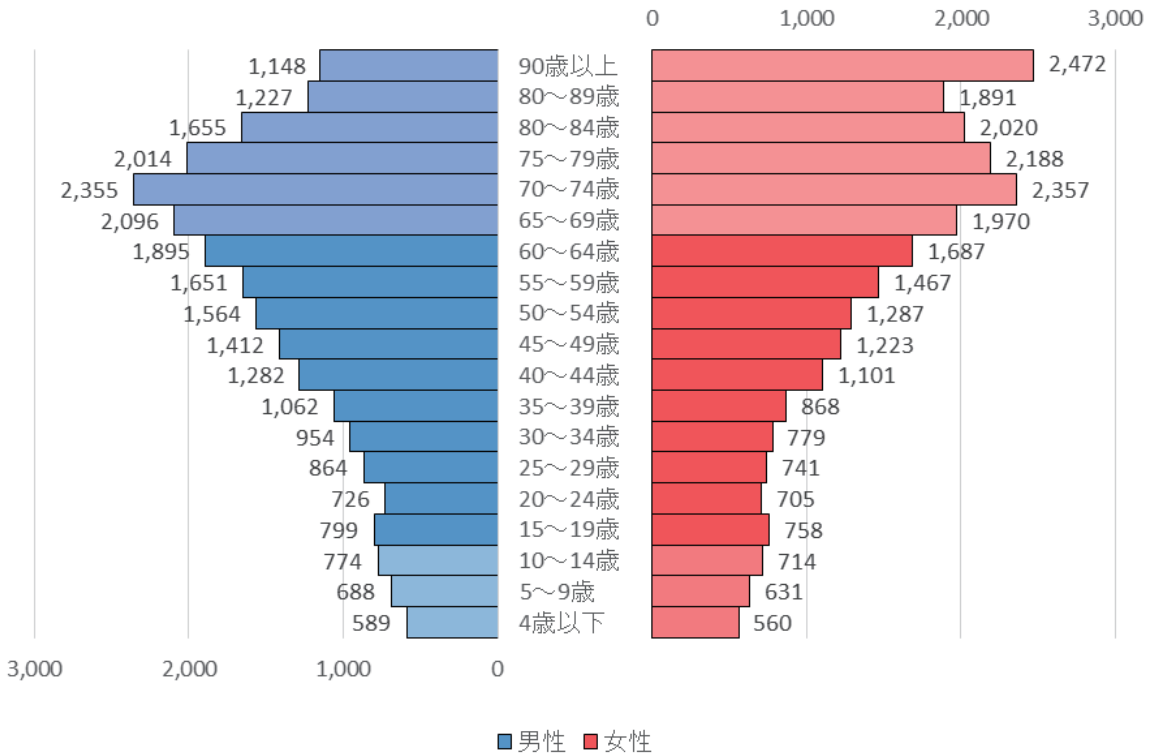 0 1,000 2,000 3,000
1,148 90歳以上 2,472
1,227 80～89歳 1,891
1,655 80～84歳 2,020
2,014 75～79歳 2,188
2,355 70～74歳 2,357
2,096 65～69歳 1,970
1,895 60～64歳 1,687
1,651 55～59歳 1,467
1,564 50～54歳 1,287
1,412 45～49歳 1,223
1,282 40～44歳 1,101
1,062 35～39歳 868
954 30～34歳 779
864 25～29歳 741
726 20～24歳 705
799 15～19歳 758
774 10～14歳 714
688 5～9歳 631
589 4歳以下 560
3,000 2,000 1,000 0
男性 女性